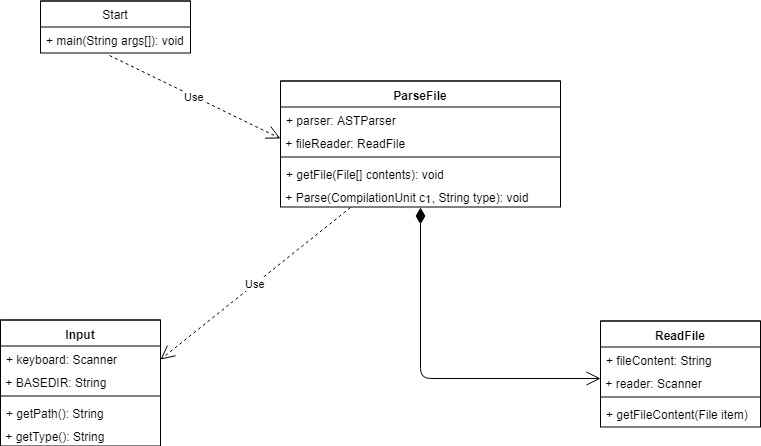 Start
+ main(String args[]): void
Use
ParseFile
+ parser: ASTParser
+ fileReader: ReadFile
+ getFile(File[] contents): void
+ Parse(CompilationUnit c1, String type): void
Use
Input
+ keyboard: Scanner
+ BASEDIR: String
+ getPath(): String
+ getType(): String
ReadFile
+ fileContent: String
+ reader: Scanner
+ getFileContent(File item)